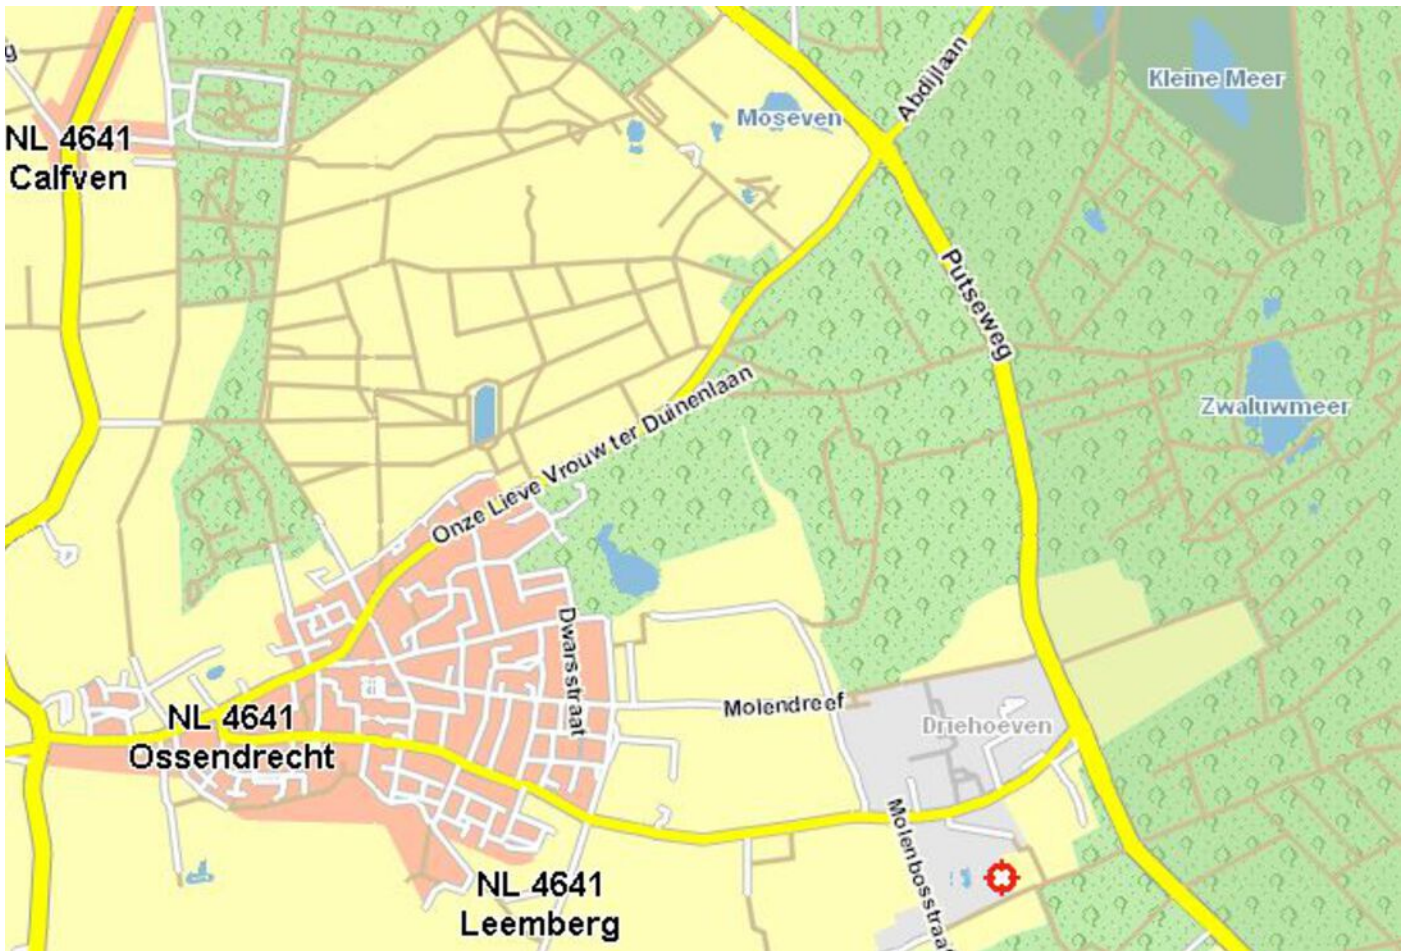 g
NL 4641
Calfven
Moseven
Abdijlaan
Kleine Meer
Putseweg
Zwaluwmeer
Onze Lieve Vrouw ter Duinenlaan
Dwarsstraat
NL 4641
Ossendrecht
Molendreef
Driehoeven
Molenbosstraat
NL 4641
Leemberg